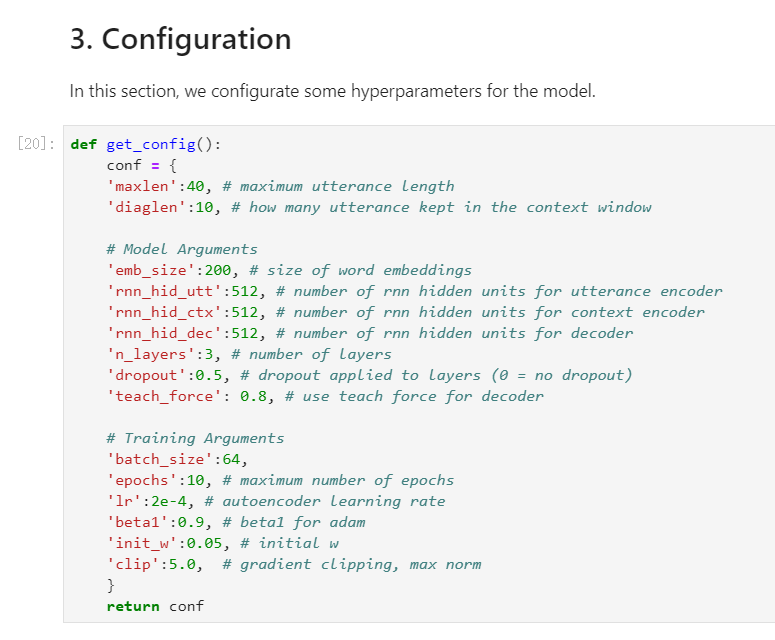 3. Configuration
In this section, we configurate some hyperparameters for the model.
[20]:
def get_config():
    conf = {
    'maxlen':40, # maximum utterance length
    'diaglen':10, # how many utterance kept in the context window

    # Model Arguments
    'emb_size':200, # size of word embeddings
    'rnn_hid_utt':512, # number of rnn hidden units for utterance encoder
    'rnn_hid_ctx':512, # number of rnn hidden units for context encoder
    'rnn_hid_dec':512, # number of rnn hidden units for decoder
    'n_layers':3, # number of layers
    'dropout':0.5, # dropout applied to layers (0 = no dropout)
    'teach_force': 0.8, # use teach force for decoder

    # Training Arguments
    'batch_size':64,
    'epochs':10, # maximum number of epochs
    'lr':2e-4, # autoencoder learning rate
    'beta1':0.9, # beta1 for adam
    'init_w':0.05, # initial w
    'clip':5.0,  # gradient clipping, max norm
    }
    return conf